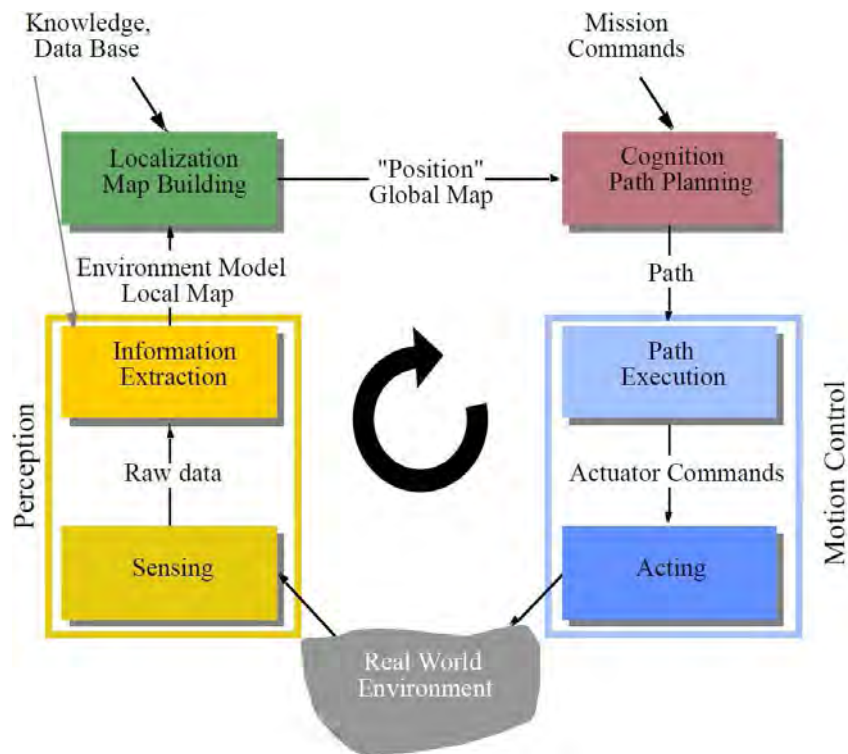 Knowledge,
Data Base
Mission
Commands
Localization
Map Building
"Position"
Global Map
Cognition
Path Planning
Environment Model
Local Map
Path
Information
Extraction
Path
Execution
Perception
Motion Control
Raw data
Actuator Commands
Sensing
Acting
Real World
Environment